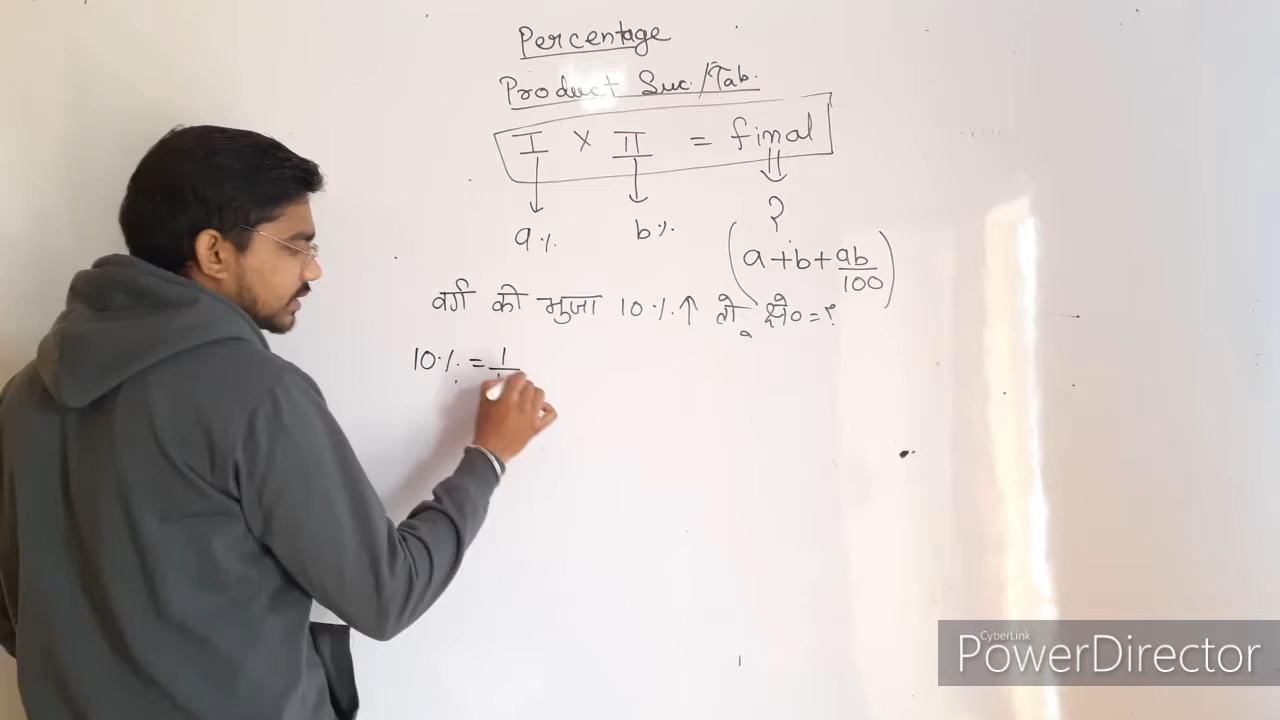 Percentage
Product Suc./Tab.
I × II = final
a% b% ?
(a+b+ab/100)
वर्ग की भुजा 10%↑ तो, क्षे० = ?
10% = 1
CyberLink
PowerDirector